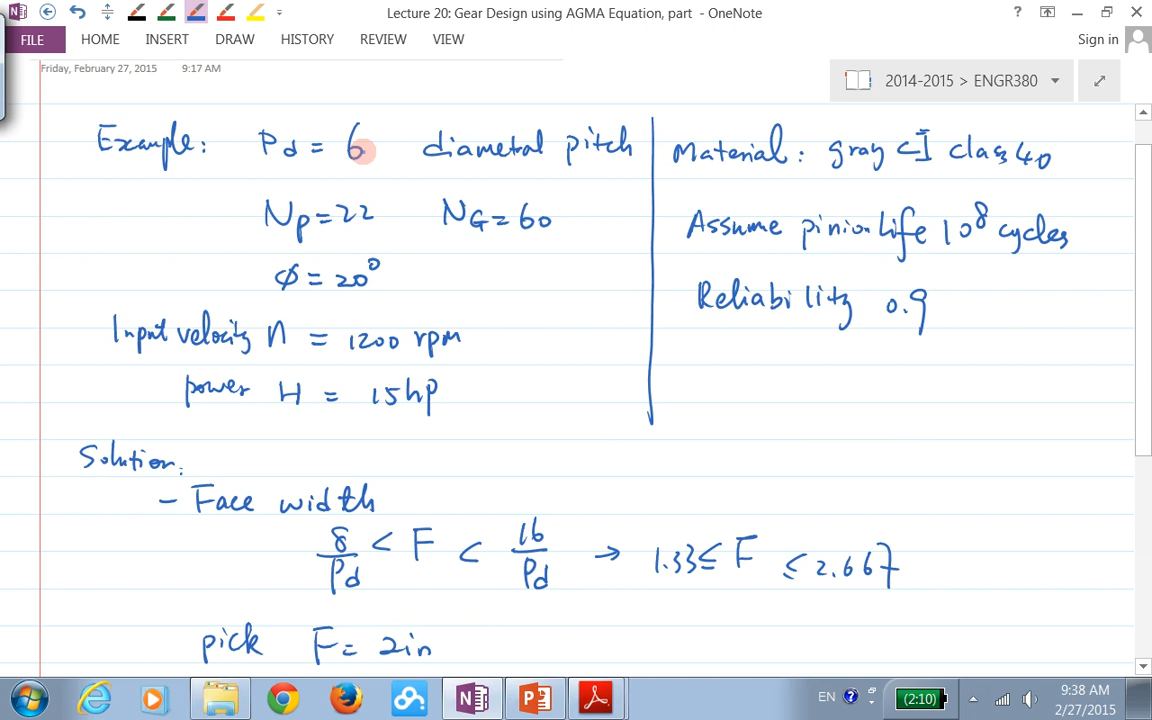 Lecture 20: Gear Design using AGMA Equation, part - OneNote
FILE HOME INSERT DRAW HISTORY REVIEW VIEW Sign in
Friday, February 27, 2015 9:17 AM
2014-2015 > ENGR380
Example: Pd = 6 diametral pitch
NP = 22 NG = 60
φ = 20°
Input velocity n = 1200 rpm
power H = 15hp
Material: gray CI class 40
Assume pinion life 10^8 cycles
Reliability 0.9
Solution:
- Face width
8/Pd < F < 16/Pd → 1.33 ≤ F ≤ 2.667
pick F = 2in
EN (2:10) 9:38 AM
2/27/2015